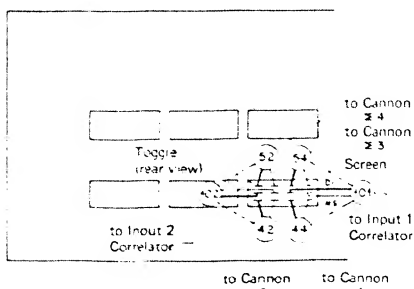 to Cannon
4
to Cannon
3
Screen
Toggle
(rear view)
52
54
42
44
to Input 1
Correlator
to Input 2
Correlator
to Cannon
to Cannon